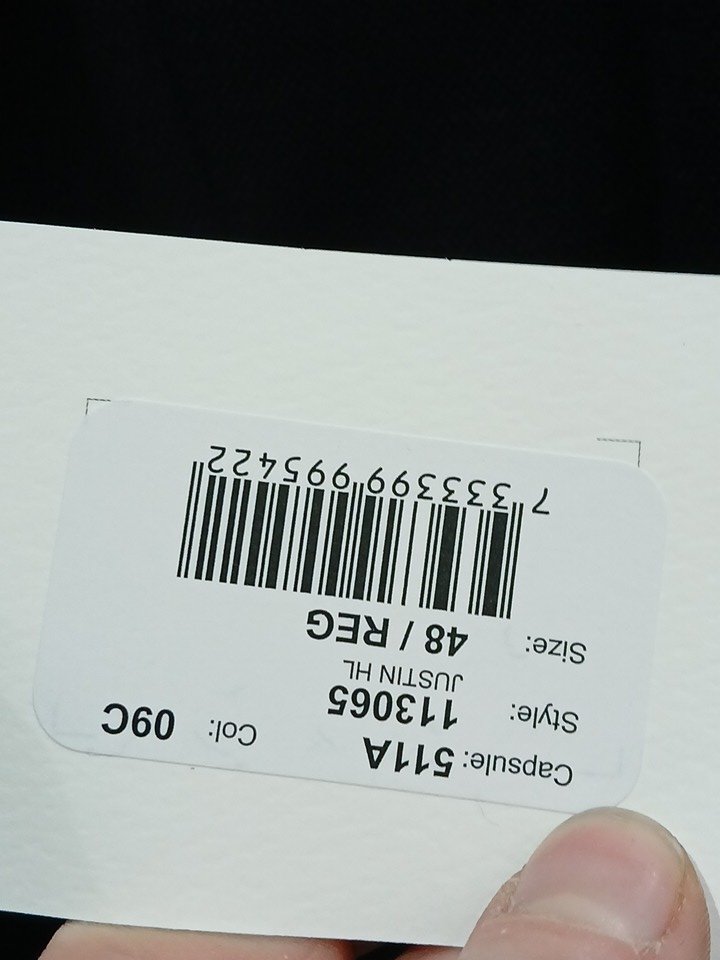 Capsule: 511A Col: 09C
Style: 113065
JUSTIN HL
Size: 48 / REG
7 333399 995422